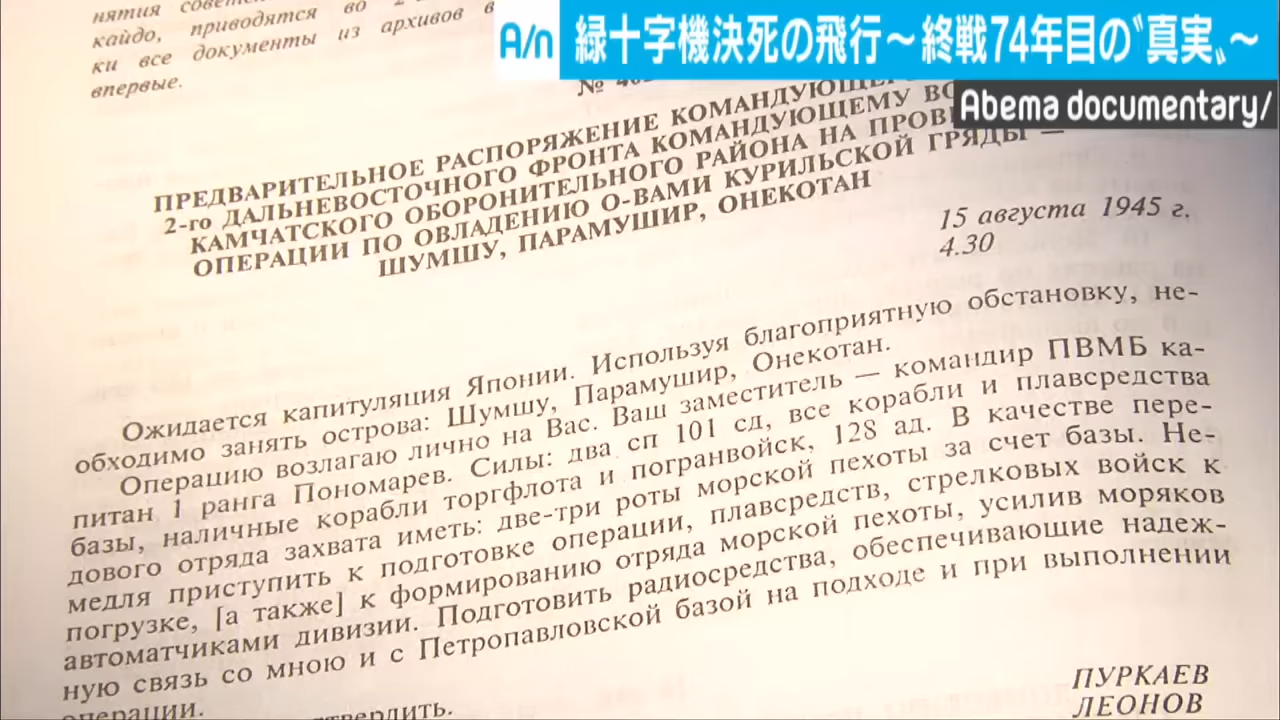 нятия
кайдо, приводятся во
ки все документы из архивов в
впервые.
A/n
緑十字機決死の飛行〜終戦74年目の〝真実〟〜
Abema documentary/
№
ПРЕДВАРИТЕЛЬНОЕ РАСПОРЯЖЕНИЕ
2-го ДАЛЬНЕВОСТОЧНОГО ФРОНТА КОМАНДУЮЩЕМУ
КАМЧАТСКОГО ОБОРОНИТЕЛЬНОГО РАЙОНА НА
ОПЕРАЦИИ ПО ОВЛАДЕНИЮ О-ВАМИ КУРИЛЬСКОЙ ГРЯДЫ —
ШУМШУ, ПАРАМУШИР, ОНЕКОТАН
15 августа 1945 г.
4.30
Ожидается капитуляция Японии. Используя благоприятную обстановку, не-
обходимо занять острова: Шумшу, Парамушир, Онекотан.
Операцию возлагаю лично на Вас. Ваш заместитель — командир ПВМБ ка-
питан 1 ранга Пономарев. Силы: два сп 101 сд, все корабли и плавсредства
базы, наличные корабли торгфлота и погранвойск, 128 ад. В качестве пере-
дового отряда захвата иметь: две-три роты морской пехоты за счет базы. Не-
медля приступить к подготовке операции, плавсредств, стрелковых войск к
погрузке, [а также] к формированию отряда морской пехоты, усилив моряков
автоматчиками дивизии. Подготовить радиосредства, обеспечивающие надеж-
ную связь со мною и с Петропавловской базой на подходе и при выполнении
операции.
ПУРКАЕВ
ЛЕОНОВ